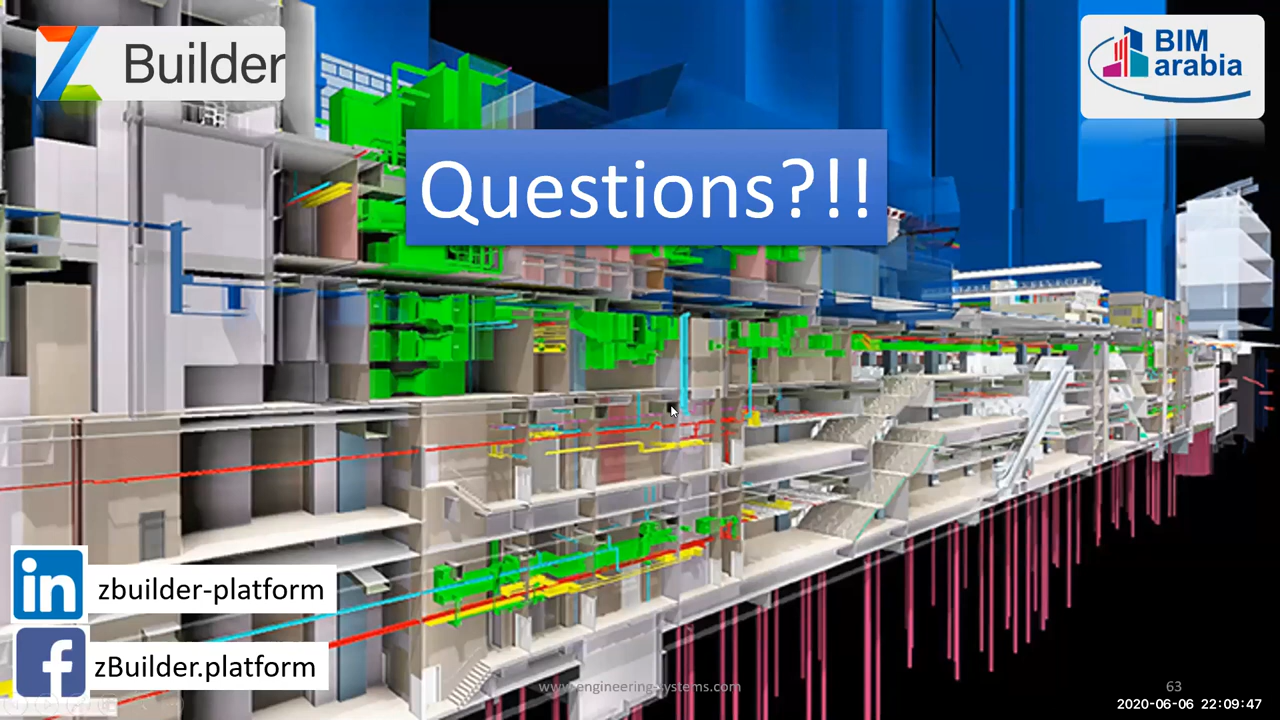 Builder
BIM
arabia
Questions?!!
in
zbuilder-platform
f
zBuilder.platform
www.engineering-systems.com
63
2020-06-06 22:09:47